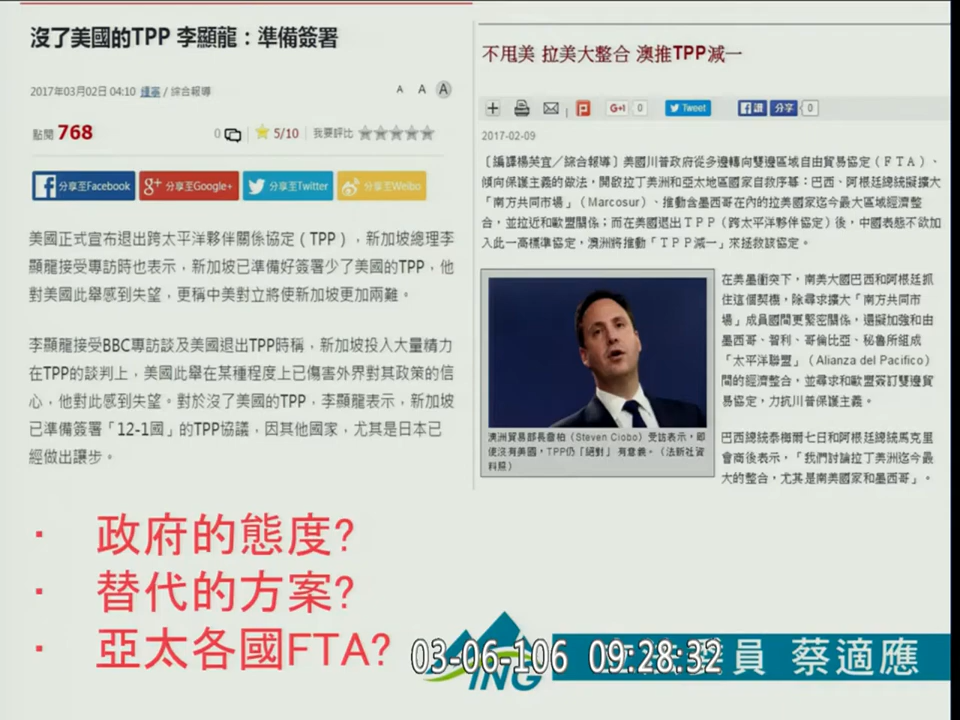 沒了美國的TPP 李顯龍：準備簽署
2017年03月02日 04:10 鍾寧 / 綜合報導
A A A
點閱 768
0
5/10
我要評比
分享至Facebook
分享至Google+
分享至Twitter
分享至Weibo
美國正式宣布退出跨太平洋夥伴關係協定（TPP），新加坡總理李
顯龍接受專訪時也表示，新加坡已準備好簽署少了美國的TPP，他
對美國此舉感到失望，更稱中美對立將使新加坡更加兩難。
李顯龍接受BBC專訪談及美國退出TPP時稱，新加坡投入大量精力
在TPP的談判上，美國此舉在某種程度上已傷害外界對其政策的信
心，他對此感到失望。對於沒了美國的TPP，李顯龍表示，新加坡
已準備簽署「12-1國」的TPP協議，因其他國家，尤其是日本已
經做出讓步。
不甩美 拉美大整合 澳推TPP減一
G+1 0
Tweet
讚
分享
0
2017-02-09
〔編譯楊芙宜／綜合報導〕美國川普政府從多邊轉向雙邊區域自由貿易協定（FTA）、
傾向保護主義的做法，開啟拉丁美洲和亞太地區國家自救序幕：巴西、阿根廷總統擬擴大
「南方共同市場」（Marcosur）、推動含墨西哥在內的拉美國家迄今最大區域經濟整
合，並拉近和歐盟關係；而在美國退出TPP（跨太平洋夥伴協定）後，中國表態不欲加
入此一高標準協定，澳洲將推動「TPP減一」來拯救該協定。
在美墨衝突下，南美大國巴西和阿根廷抓
住這個契機，除尋求擴大「南方共同市
場」成員國間更緊密關係，還擬加強和由
墨西哥、智利、哥倫比亞、秘魯所組成
「太平洋聯盟」（Alianza del Pacifico）
間的經濟整合，並尋求和歐盟簽訂雙邊貿
易協定，力抗川普保護主義。
巴西總統泰梅爾七日和阿根廷總統馬克里
會商後表示，「我們討論拉丁美洲迄今最
大的整合，尤其是南美國家和墨西哥」。
澳洲貿易部長詹柏（Steven Ciobo）受訪表示，即
使沒有美國，TPP仍「絕對」有意義。（法新社資
料照）
· 政府的態度?
· 替代的方案?
· 亞太各國FTA?
03-06-106 09:28:32
ING
委員 蔡適應